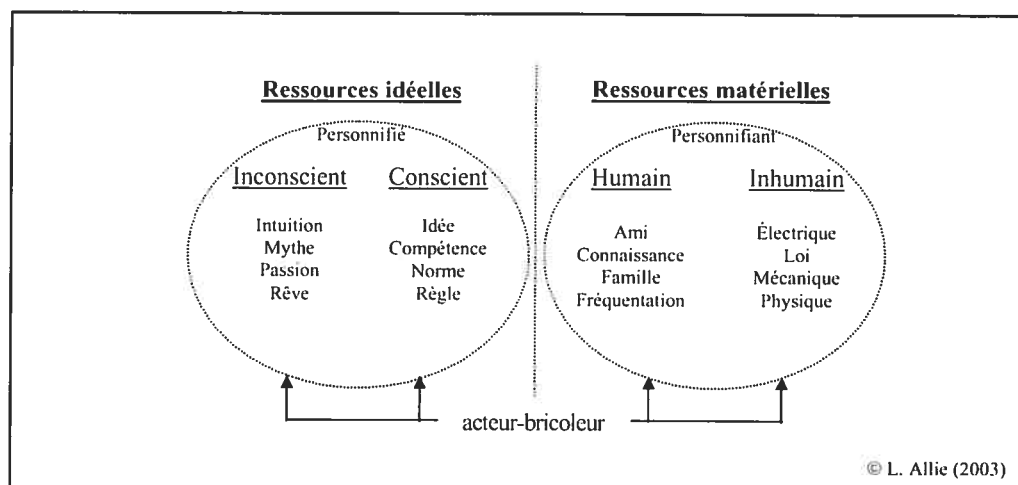 Ressources idéelles
Personnifié
Inconscient Conscient
Intuition Idée
Mythe Compétence
Passion Norme
Rêve Règle
Ressources matérielles
Personnifiant
Humain Inhumain
Ami Électrique
Connaissance Loi
Famille Mécanique
Fréquentation Physique
acteur-bricoleur
© L. Allie (2003)